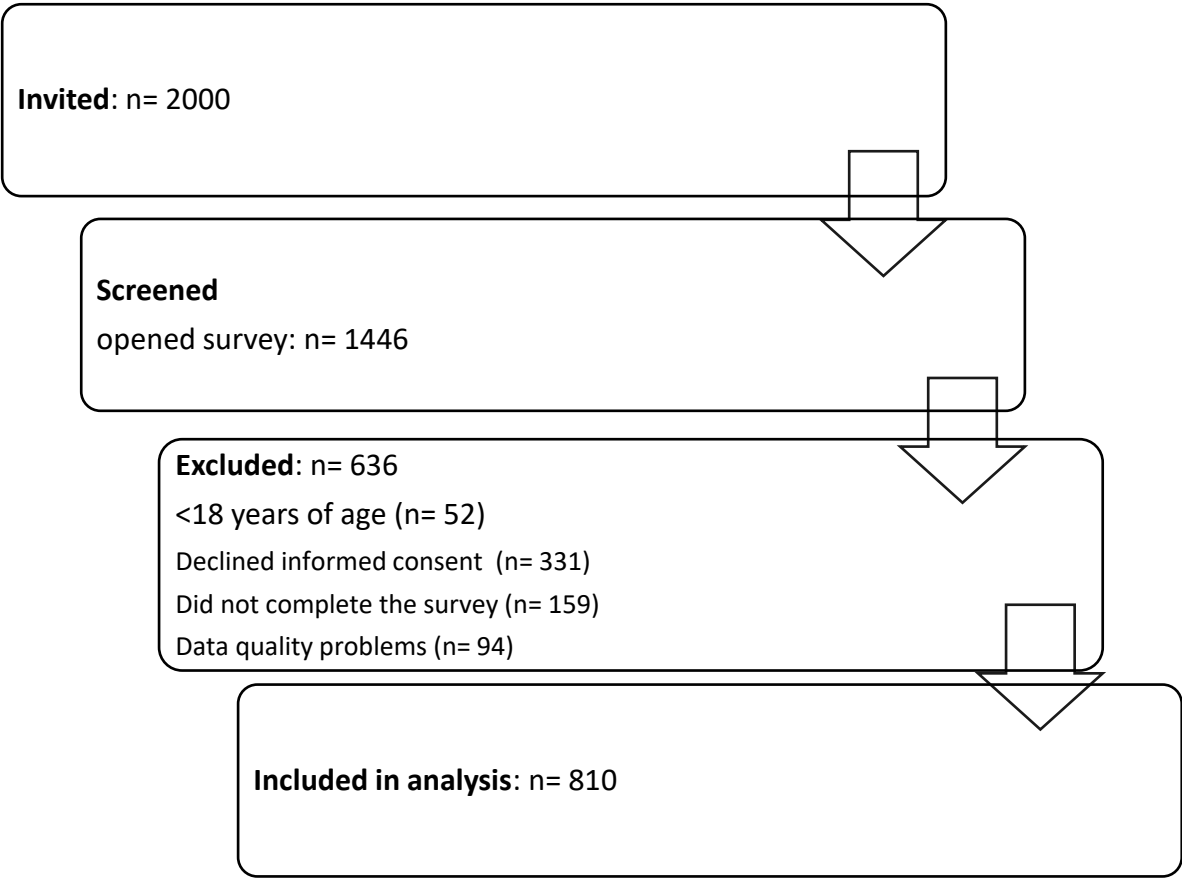 Invited: n= 2000
Screened
opened survey: n= 1446
Excluded: n= 636
<18 years of age (n= 52)
Declined informed consent  (n= 331)
Did not complete the survey (n= 159)
Data quality problems (n= 94)
Included in analysis: n= 810